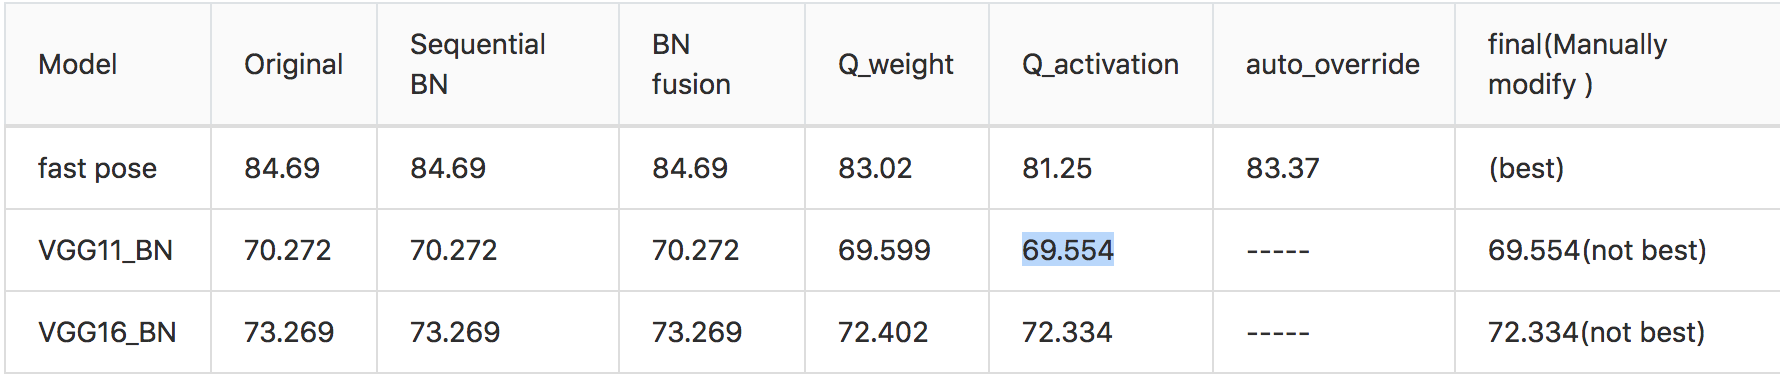 Model Original Sequential BN BN fusion Q_weight Q_activation auto_override final(Manually modify )
fast pose 84.69 84.69 84.69 83.02 81.25 83.37 (best)
VGG11_BN 70.272 70.272 70.272 69.599 69.554 ----- 69.554(not best)
VGG16_BN 73.269 73.269 73.269 72.402 72.334 ----- 72.334(not best)